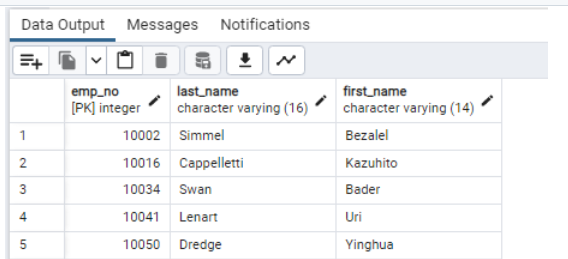 Data Output Messages Notifications
emp_no last_name first_name
[PK] integer character varying (16) character varying (14)
1 10002 Simmel Bezalel
2 10016 Cappelletti Kazuhito
3 10034 Swan Bader
4 10041 Lenart Uri
5 10050 Dredge Yinghua